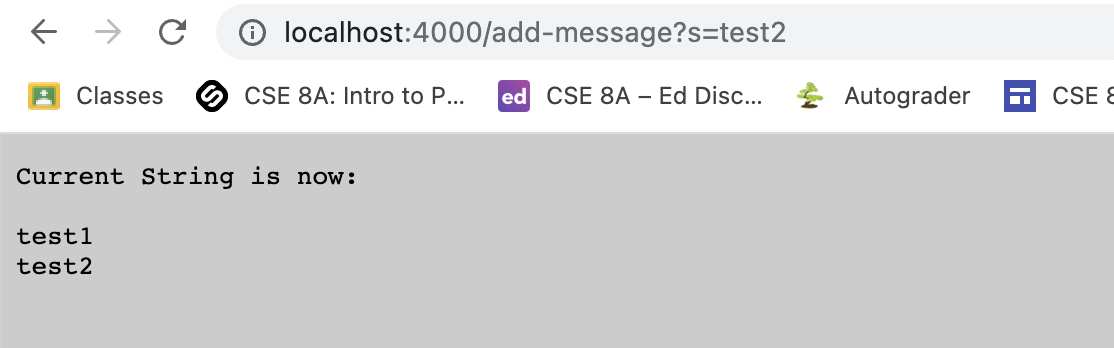 localhost:4000/add-message?s=test2
Classes CSE 8A: Intro to P... ed CSE 8A – Ed Disc... Autograder CSE 8
Current String is now:
test1
test2